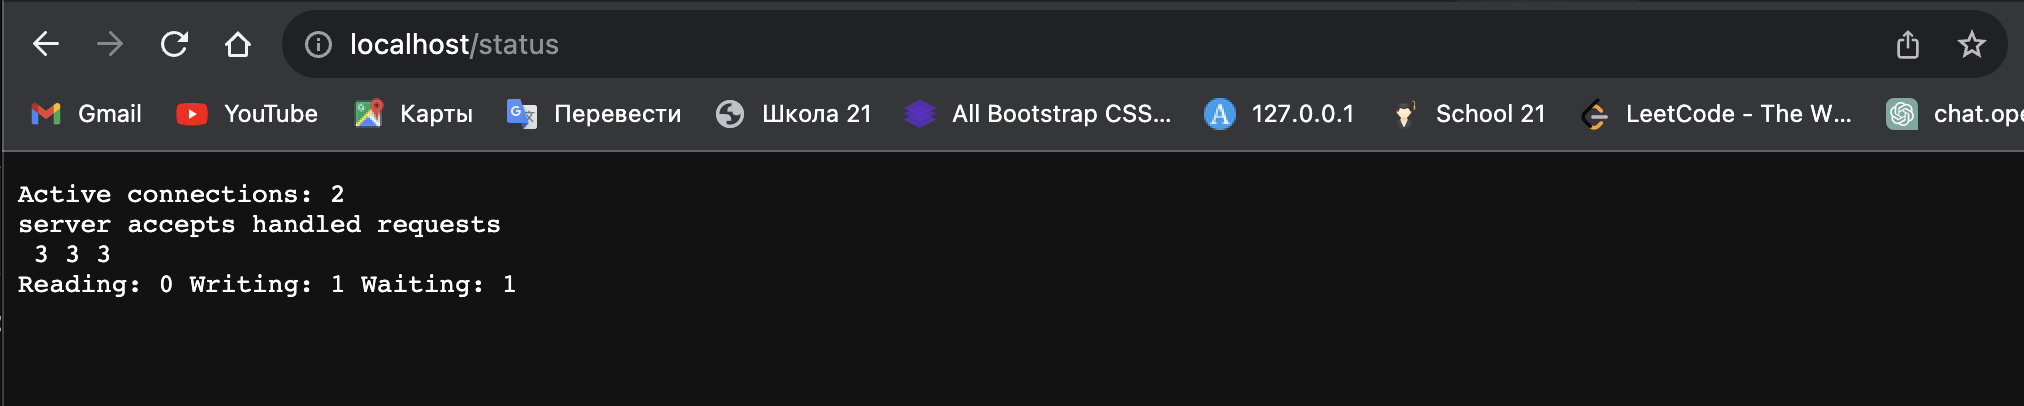 localhost/status
Gmail YouTube Карты Перевести Школа 21 All Bootstrap CSS... 127.0.0.1 School 21 LeetCode - The W... chat.ope
Active connections: 2
server accepts handled requests
3 3 3
Reading: 0 Writing: 1 Waiting: 1